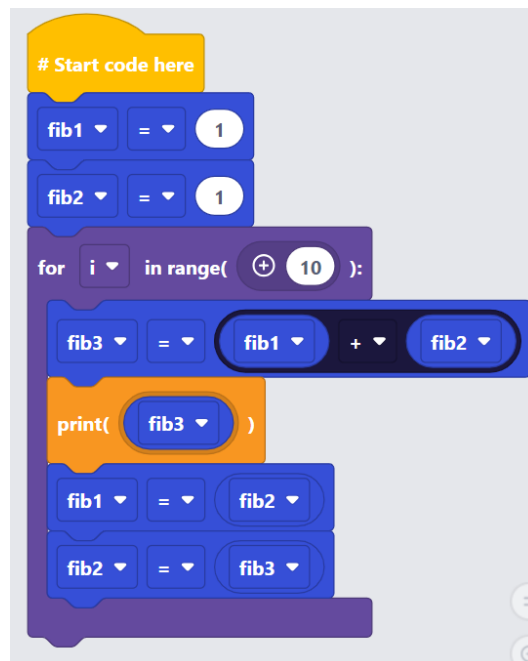 # Start code here
fib1 = 1
fib2 = 1
for i in range( 10 ):
fib3 = fib1 + fib2
print( fib3 )
fib1 = fib2
fib2 = fib3